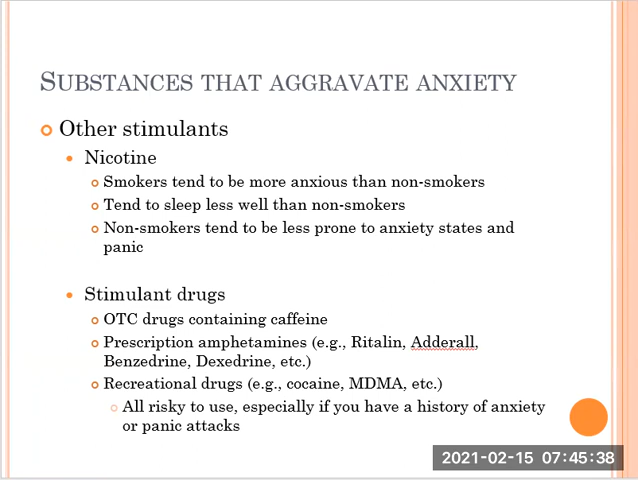 SUBSTANCES THAT AGGRAVATE ANXIETY
Other stimulants
Nicotine
Smokers tend to be more anxious than non-smokers
Tend to sleep less well than non-smokers
Non-smokers tend to be less prone to anxiety states and
panic
Stimulant drugs
OTC drugs containing caffeine
Prescription amphetamines (e.g., Ritalin, Adderall,
Benzedrine, Dexedrine, etc.)
Recreational drugs (e.g., cocaine, MDMA, etc.)
All risky to use, especially if you have a history of anxiety
or panic attacks
2021-02-15 07:45:38